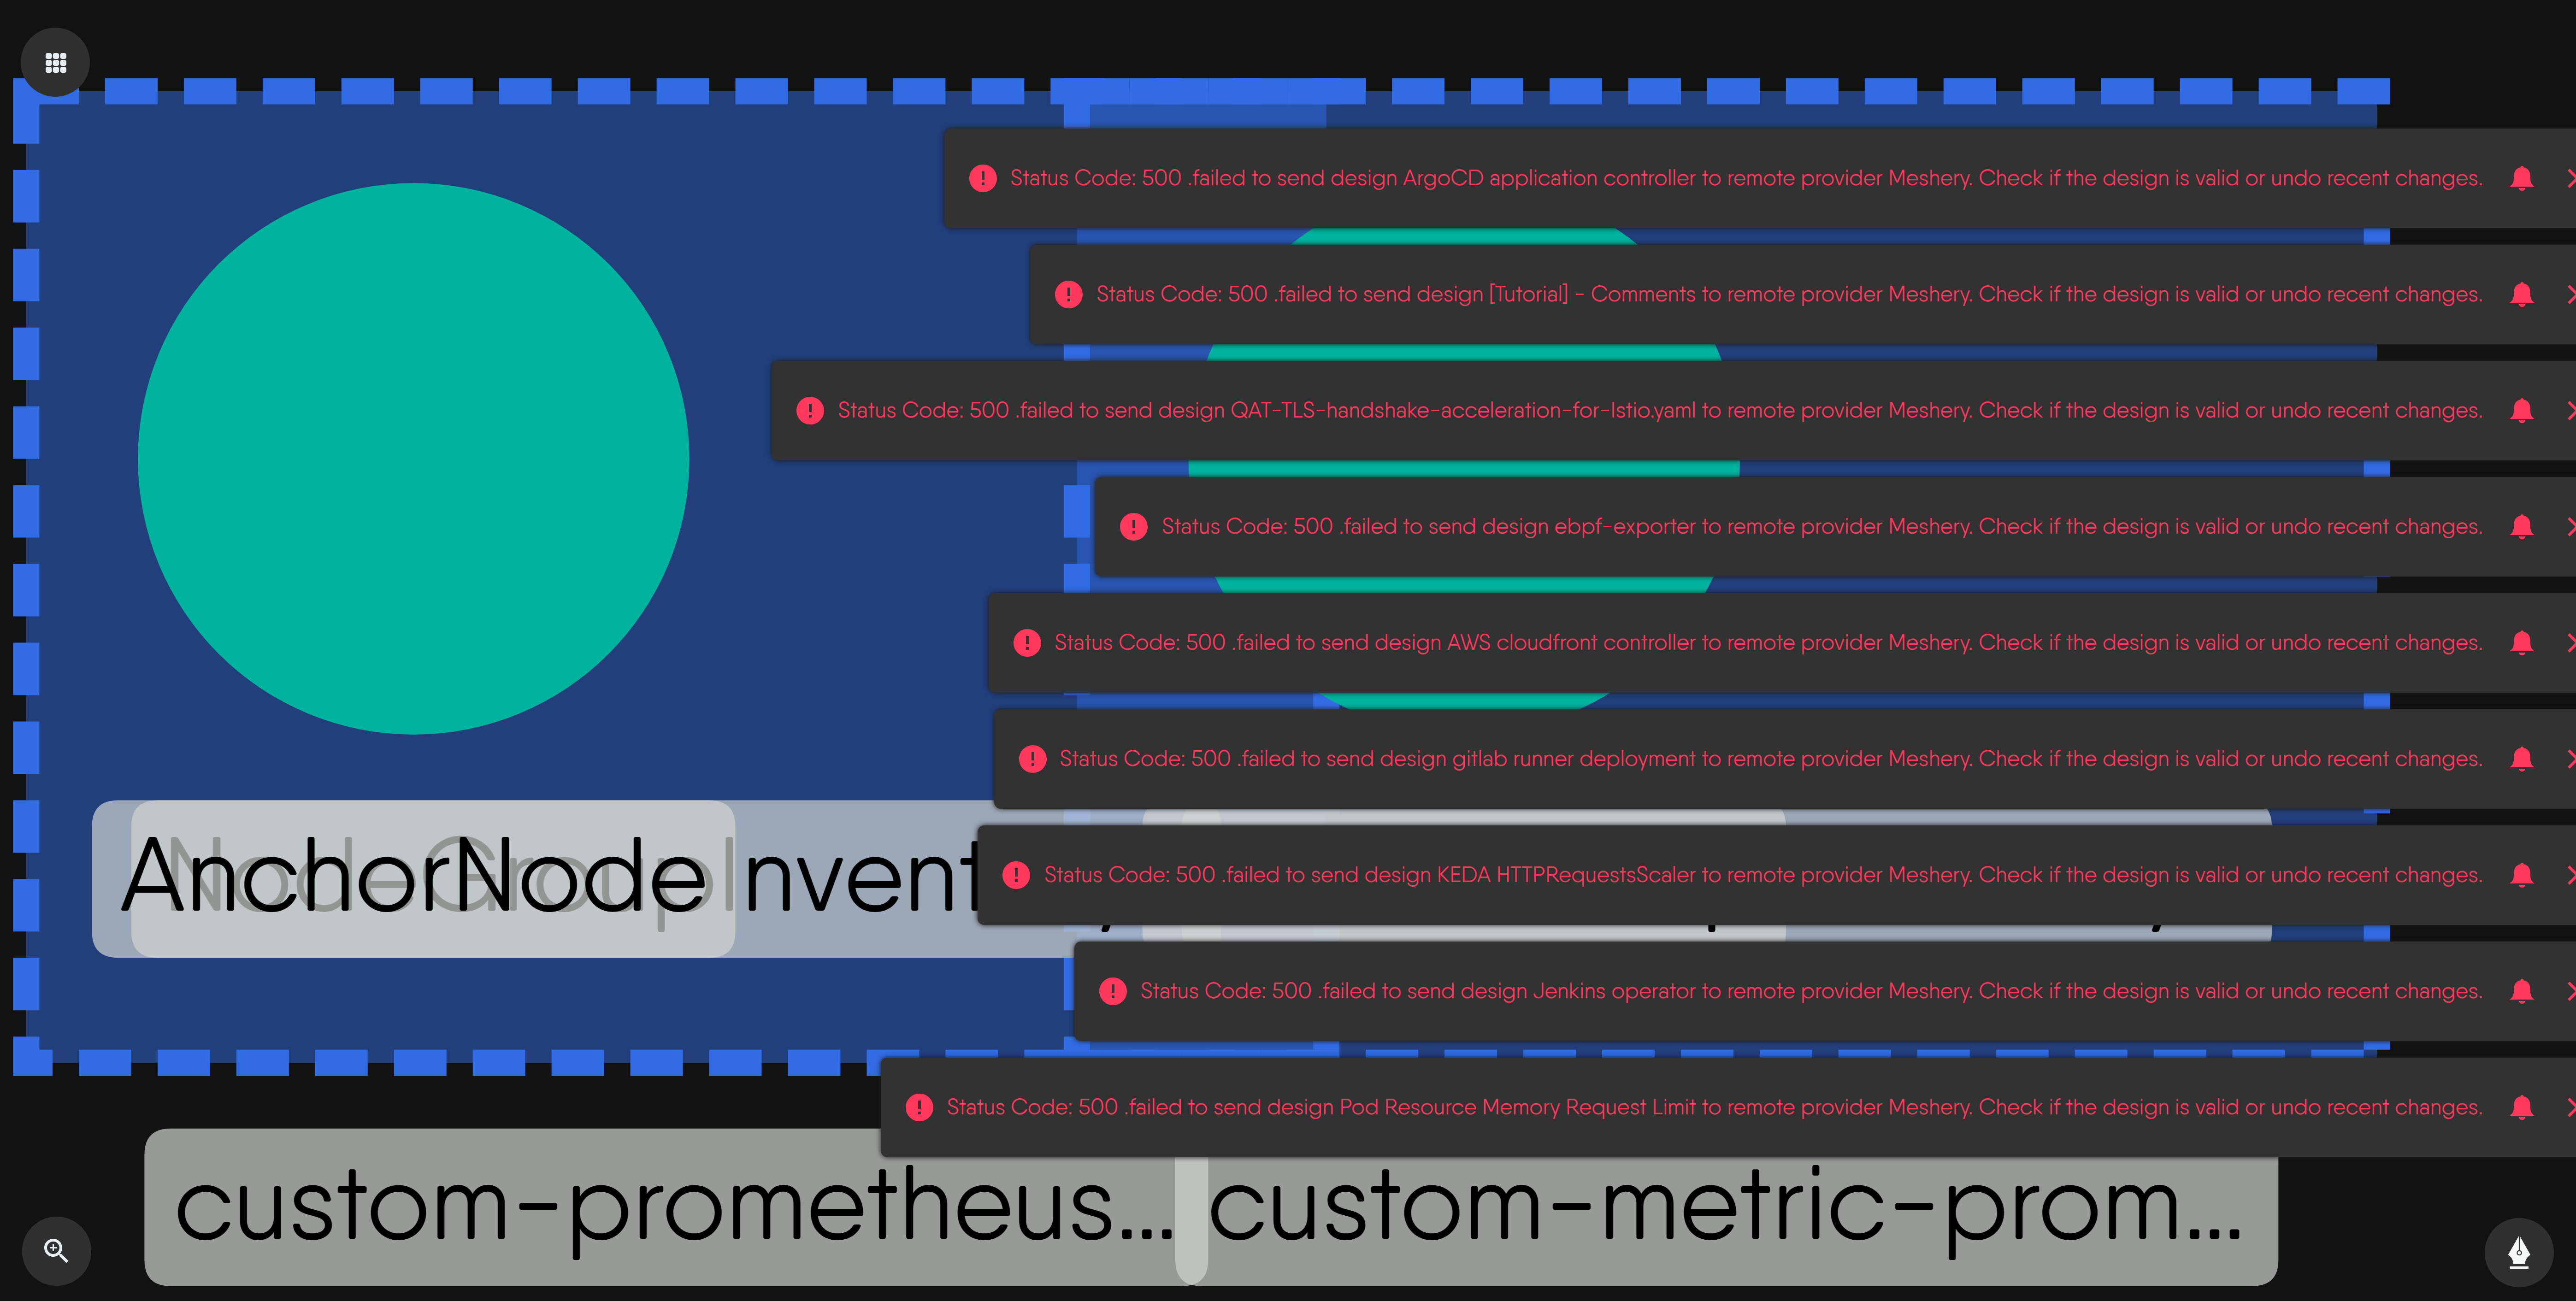 Status Code: 500 .failed to send design ArgoCD application controller to remote provider Meshery. Check if the design is valid or undo recent changes.
Status Code: 500 .failed to send design [Tutorial] - Comments to remote provider Meshery. Check if the design is valid or undo recent changes.
Status Code: 500 .failed to send design QAT-TLS-handshake-acceleration-for-Istio.yaml to remote provider Meshery. Check if the design is valid or undo recent changes.
Status Code: 500 .failed to send design ebpf-exporter to remote provider Meshery. Check if the design is valid or undo recent changes.
Status Code: 500 .failed to send design AWS cloudfront controller to remote provider Meshery. Check if the design is valid or undo recent changes.
Status Code: 500 .failed to send design gitlab runner deployment to remote provider Meshery. Check if the design is valid or undo recent changes.
AnchorNode
NodeGroup
Status Code: 500 .failed to send design KEDA HTTPRequestsScaler to remote provider Meshery. Check if the design is valid or undo recent changes.
Status Code: 500 .failed to send design Jenkins operator to remote provider Meshery. Check if the design is valid or undo recent changes.
Status Code: 500 .failed to send design Pod Resource Memory Request Limit to remote provider Meshery. Check if the design is valid or undo recent changes.
custom-prometheus... custom-metric-prom...